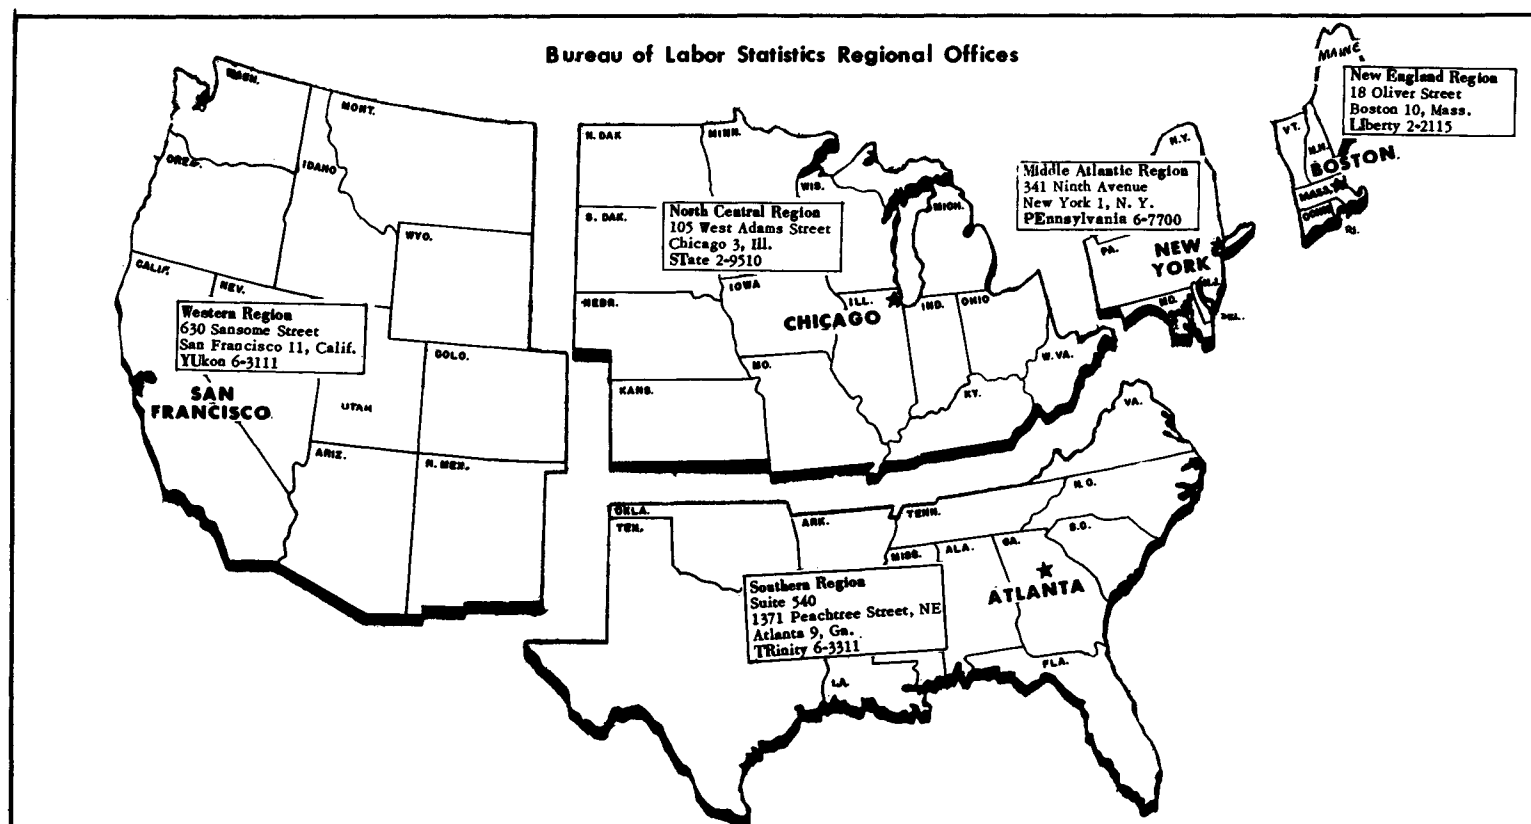 Bureau of Labor Statistics Regional Offices
MAINE
New England Region
18 Oliver Street
Boston 10, Mass.
LIberty 2-2115
VT.
N.H.
BOSTON
MASS.
CONN.
R.I.
N.Y.
Middle Atlantic Region
341 Ninth Avenue
New York 1, N. Y.
PEnnsylvania 6-7700
PA.
NEW
YORK
N.J.
MD.
DEL.
WASH.
MONT.
OREG.
IDAHO
WYO.
CALIF.
NEV.
Western Region
630 Sansome Street
San Francisco 11, Calif.
YUkon 6-3111
SAN
FRANCISCO
UTAH
COLO.
ARIZ.
N. MEX.
N. DAK
MINN.
WIS.
MICH.
S. DAK.
North Central Region
105 West Adams Street
Chicago 3, Ill.
STate 2-9510
IOWA
NEBR.
ILL.
IND.
OHIO
CHICAGO
MO.
W. VA.
KANS.
KY.
VA.
OKLA.
TEX.
ARK.
TENN.
N. C.
S.C.
MISS.
ALA.
GA.
Southern Region
Suite 540
1371 Peachtree Street, NE
Atlanta 9, Ga.
TRinity 6-3311
ATLANTA
LA.
FLA.